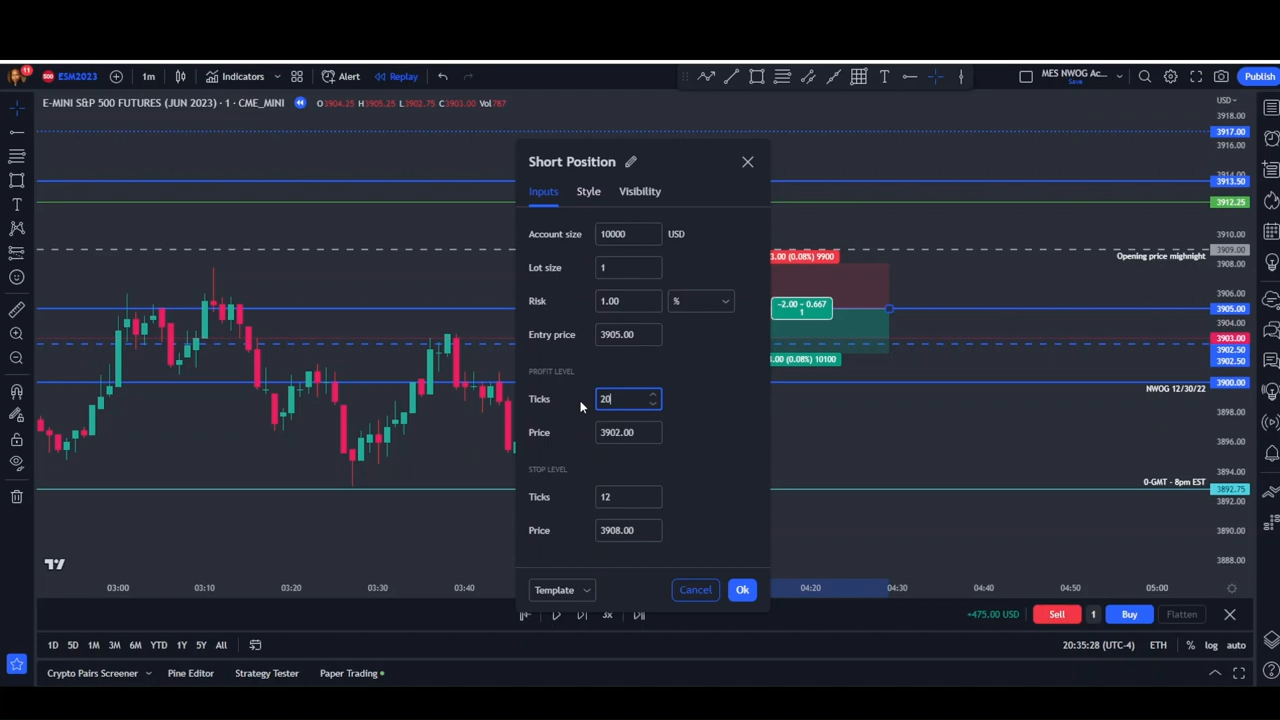 11
500
ESM2023
1m
Indicators
Alert
Replay
MES NWOG Ac...
Save
Publish
E-MINI S&P 500 FUTURES (JUN 2023) · 1 · CME_MINI
O3904.25 H3905.25 L3902.75 C3903.00 Vol787
USD
3918.00
3917.00
3916.00
3914.00
3913.50
3912.25
3910.00
3909.00
Opening price mighnight
3908.00
3906.00
3905.00
3904.00
3903.00
3902.50
3902.50
3900.00
NWOG 12/30/22
3898.00
3896.00
3894.00
0-GMT - 8pm EST
3892.75
3892.00
3890.00
3888.00
3.00 (0.08%) 9900
−2.00 ~ 0.667
1
3.00 (0.08%) 10100
Short Position
Inputs
Style
Visibility
Account size
10000
USD
Lot size
1
Risk
1.00
%
Entry price
3905.00
PROFIT LEVEL
Ticks
20
Price
3902.00
STOP LEVEL
Ticks
12
Price
3908.00
Template
Cancel
Ok
03:00
03:10
03:20
03:30
03:40
04:20
04:30
04:40
04:50
05:00
3x
+475.00 USD
Sell
1
Buy
Flatten
1D 5D 1M 3M 6M YTD 1Y 5Y All
20:35:28 (UTC-4)
ETH
%
log
auto
Crypto Pairs Screener
Pine Editor
Strategy Tester
Paper Trading